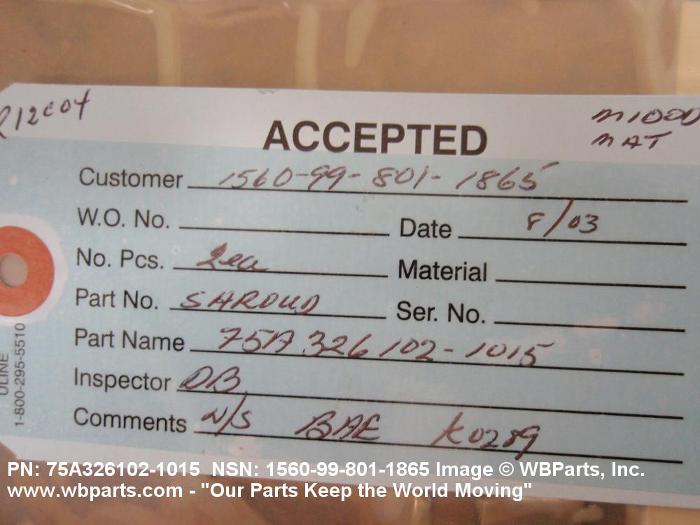 R12E04
M1000
MAT
ACCEPTED
Customer 1560-99-801-1865
W.O. No.
Date 8/03
No. Pcs. 2ea
Material
Part No. SHROUD
Ser. No.
Part Name 75A326102-1015
Inspector DB
Comments N/S BAE K0289
ULINE
1-800-295-5510
PN: 75A326102-1015 NSN: 1560-99-801-1865 Image © WBParts, Inc.
www.wbparts.com - "Our Parts Keep the World Moving"